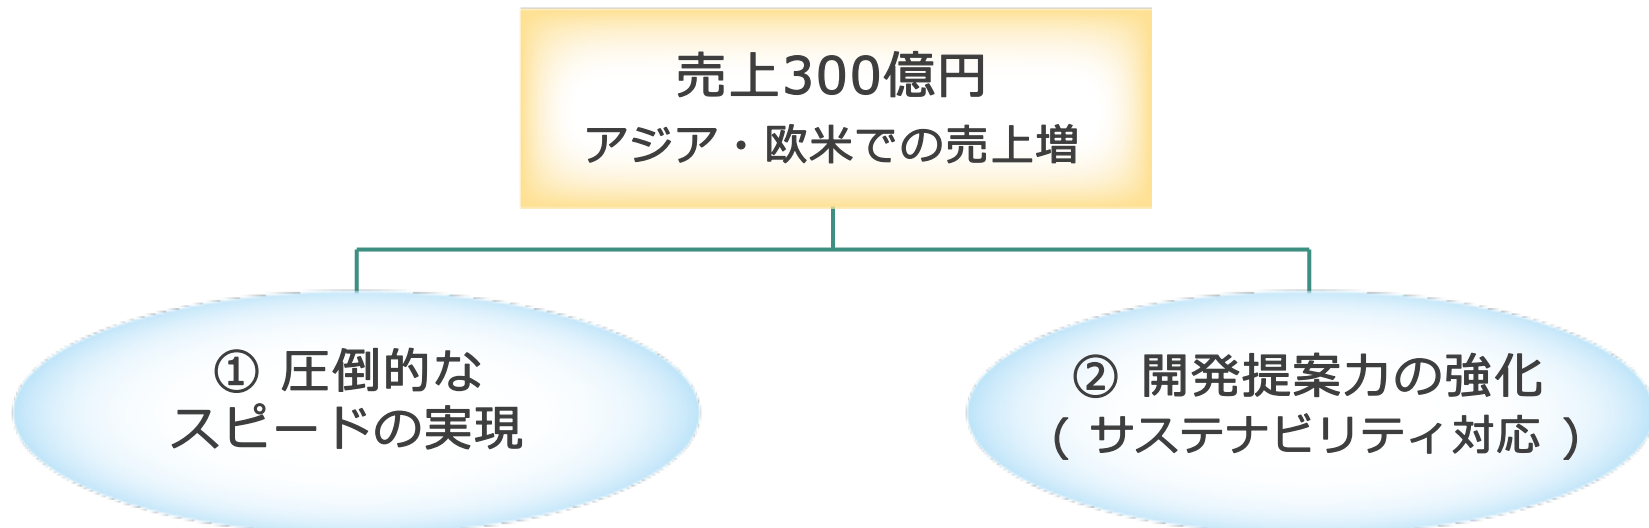 売上300億円
アジア・欧米での売上増
① 圧倒的な
スピードの実現
② 開発提案力の強化
( サステナビリティ対応 )